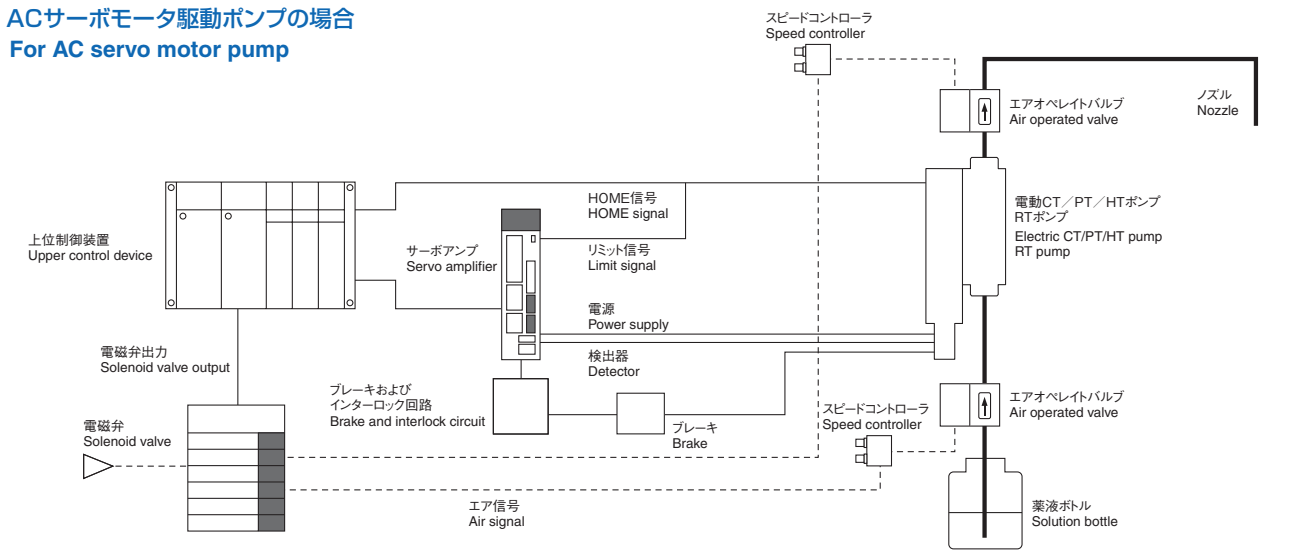 ACサーボモータ駆動ポンプの場合
For AC servo motor pump
スピードコントローラ
Speed controller
エアオペレイトバルブ
Air operated valve
ノズル
Nozzle
HOME信号
HOME signal
電動CT／PT／HTポンプ
RTポンプ
Electric CT/PT/HT pump
RT pump
上位制御装置
Upper control device
サーボアンプ
Servo amplifier
リミット信号
Limit signal
電源
Power supply
電磁弁出力
Solenoid valve output
検出器
Detector
ブレーキおよび
インターロック回路
Brake and interlock circuit
スピードコントローラ
Speed controller
エアオペレイトバルブ
Air operated valve
電磁弁
Solenoid valve
ブレーキ
Brake
エア信号
Air signal
薬液ボトル
Solution bottle